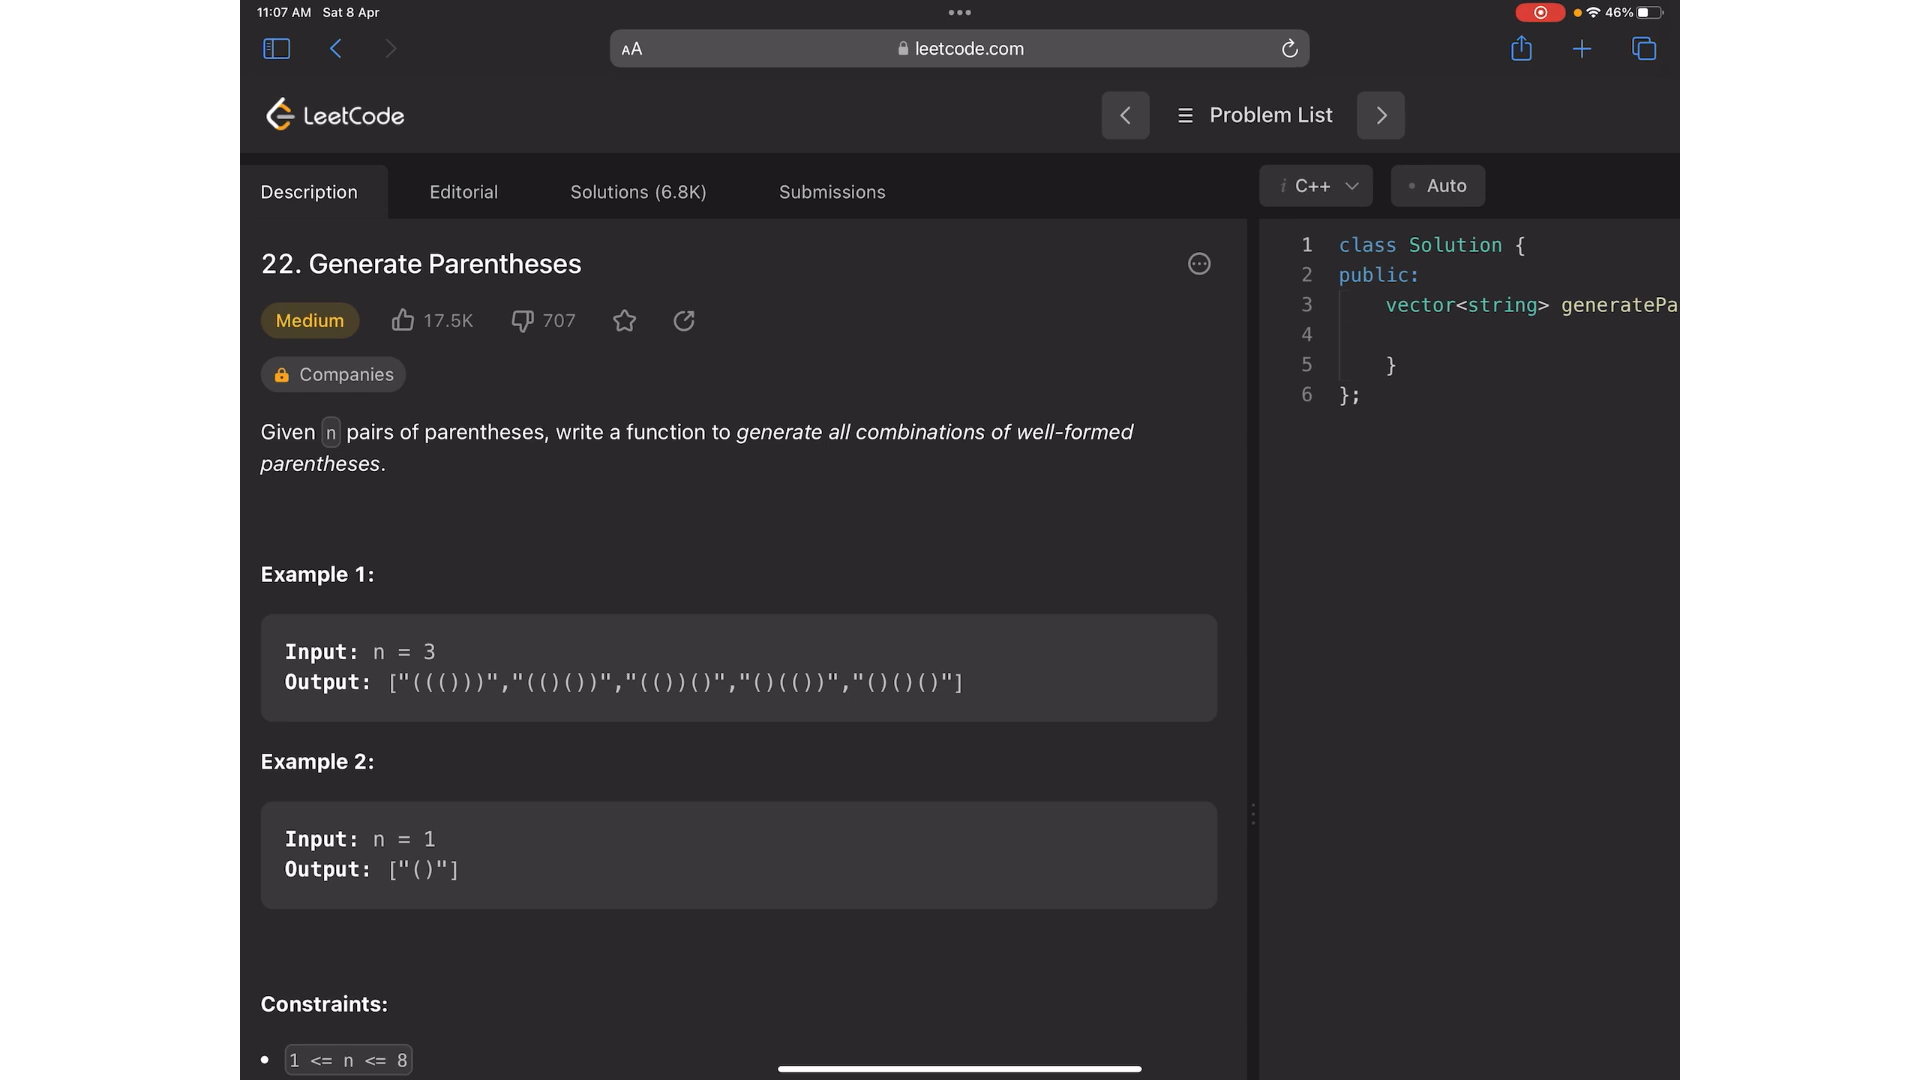 11:07 AM Sat 8 Apr
46%
AA
leetcode.com
LeetCode
Problem List
Description
Editorial
Solutions (6.8K)
Submissions
i C++
Auto
22. Generate Parentheses
Medium
17.5K
707
Companies
Given n pairs of parentheses, write a function to generate all combinations of well-formed
parentheses.
Example 1:
Input: n = 3
Output: ["((()))","(()())","(())()","()(())","()()()"]
Example 2:
Input: n = 1
Output: ["()"]
Constraints:
1 <= n <= 8
1 class Solution {
2 public:
3 vector<string> generatePa
4
5 }
6 };